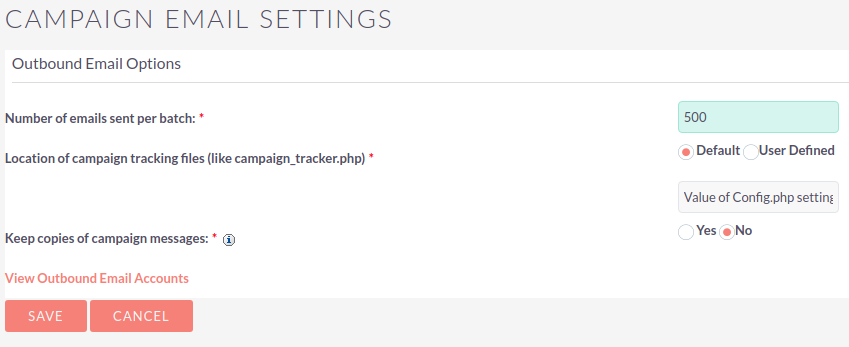 CAMPAIGN EMAIL SETTINGS
Outbound Email Options
Number of emails sent per batch: * 500
Location of campaign tracking files (like campaign_tracker.php) * Default User Defined
Value of Config.php setting
Keep copies of campaign messages: * i Yes No
View Outbound Email Accounts
SAVE CANCEL